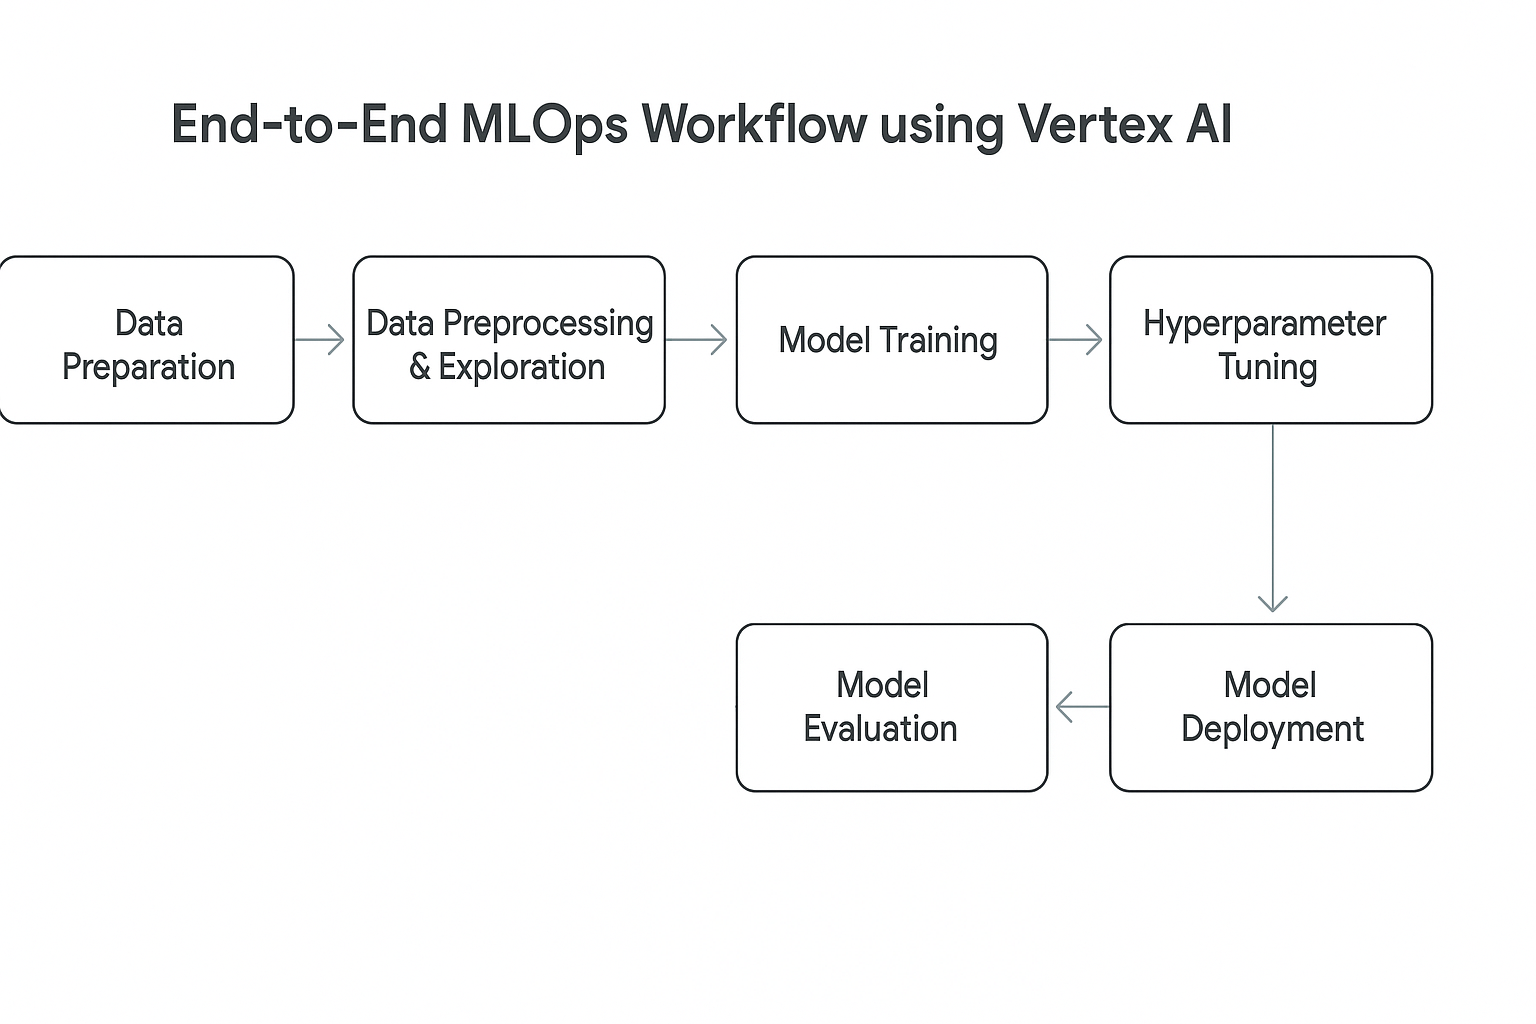 End-to-End MLOps Workflow using Vertex AI
Data
Preparation
Data Preprocessing
& Exploration
Model Training
Hyperparameter
Tuning
Model
Deployment
Model
Evaluation